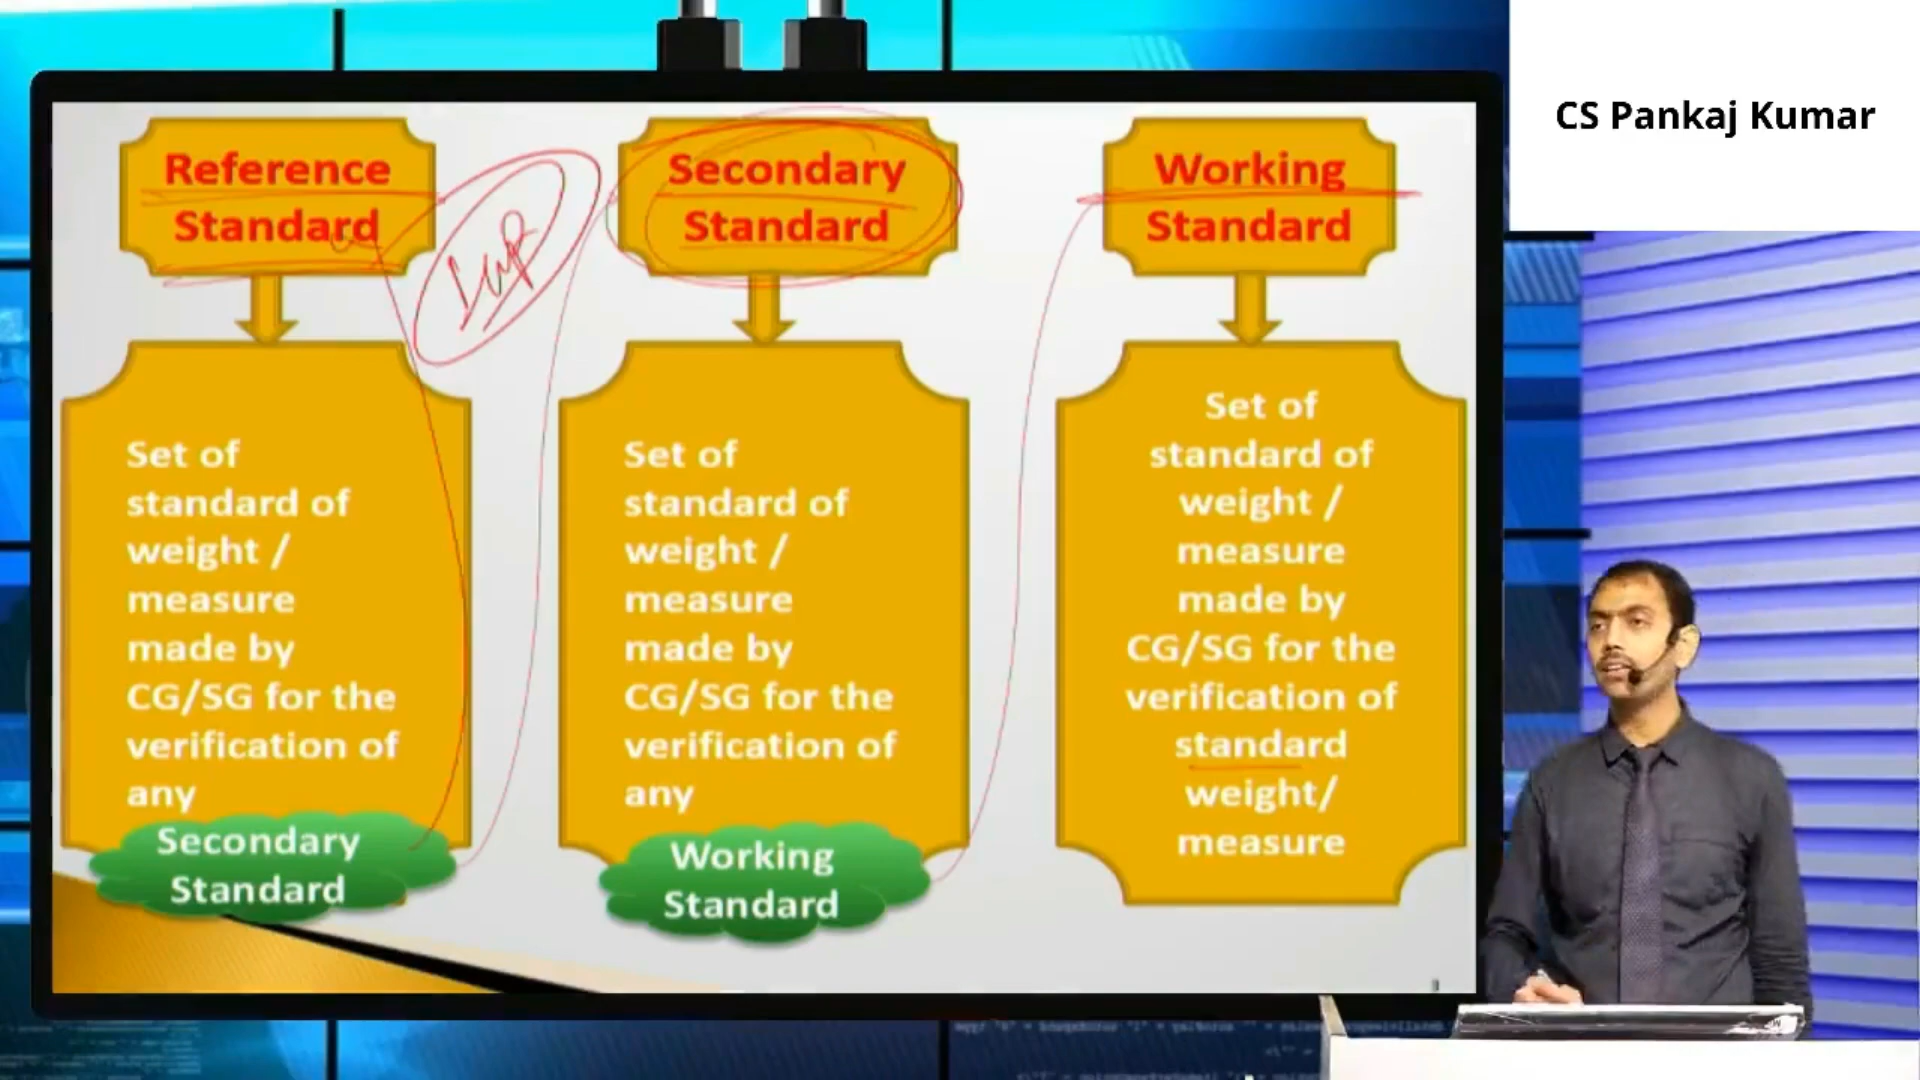 CS Pankaj Kumar
Reference
Standard
Imp
Secondary
Standard
Working
Standard
Set of
standard of
weight /
measure
made by
CG/SG for the
verification of
any
Secondary
Standard
Set of
standard of
weight /
measure
made by
CG/SG for the
verification of
any
Working
Standard
Set of
standard of
weight /
measure
made by
CG/SG for the
verification of
standard
weight/
measure